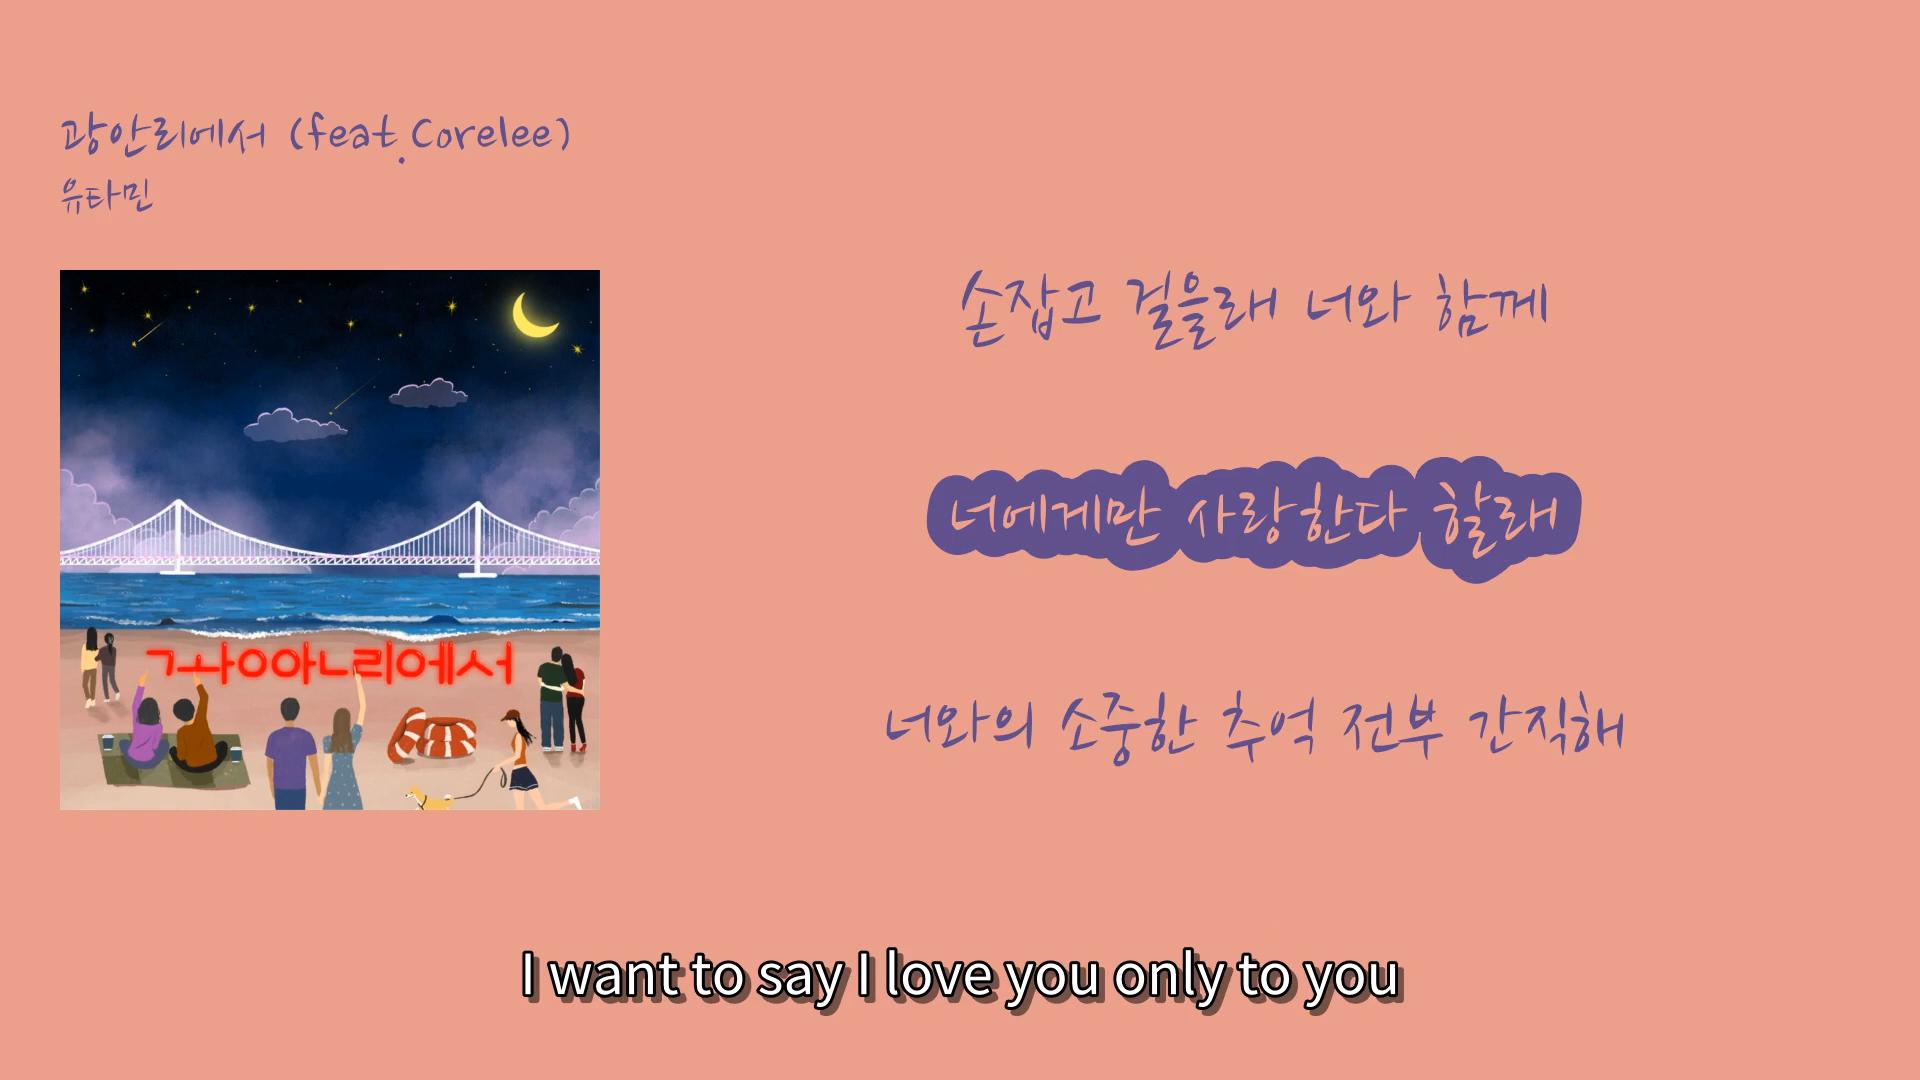 광안리에서 (feat.Corelee)
유타민
ㄱㅘㅇ아ㄴ리에서
손잡고 걸을래 너와 함께
너에게만 사랑한다 할래
너와의 소중한 추억 전부 간직해
I want to say I love you only to you